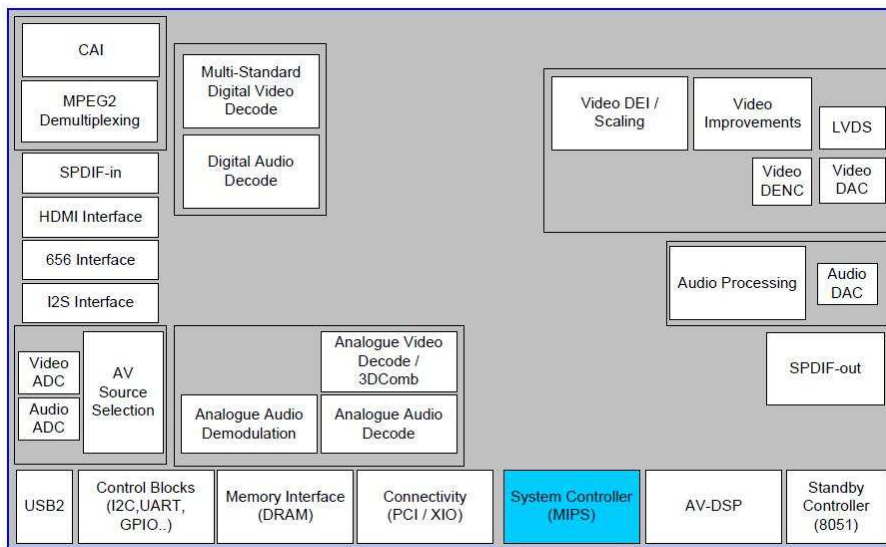 CAI
MPEG2
Demultiplexing
SPDIF-in
HDMI Interface
656 Interface
I2S Interface
Multi-Standard
Digital Video
Decode
Digital Audio
Decode
Video DEI /
Scaling
Video
Improvements
LVDS
Video
DENC
Video
DAC
Audio Processing
Audio
DAC
SPDIF-out
Video
ADC
Audio
ADC
AV
Source
Selection
Analogue Video
Decode /
3DComb
Analogue Audio
Demodulation
Analogue Audio
Decode
USB2
Control Blocks
(I2C,UART,
GPIO..)
Memory Interface
(DRAM)
Connectivity
(PCI / XIO)
System Controller
(MIPS)
AV-DSP
Standby
Controller
(8051)